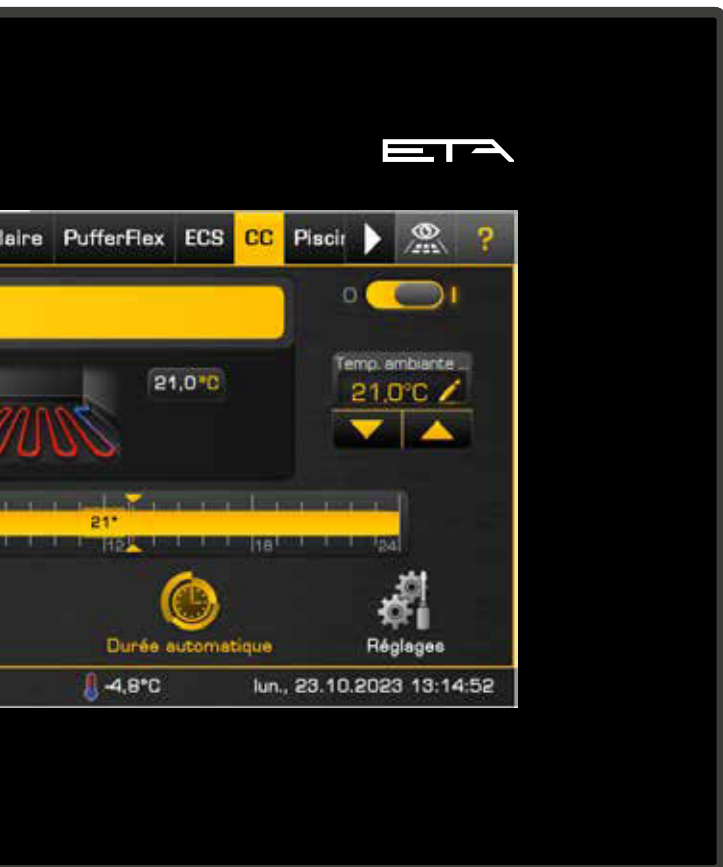 ETA
laire PufferFlex ECS CC Piscir ?
O I
Temp. ambiante ...
21,0°C
21,0°C
21°
12 18 24
Durée automatique Réglages
-4,8°C lun., 23.10.2023 13:14:52